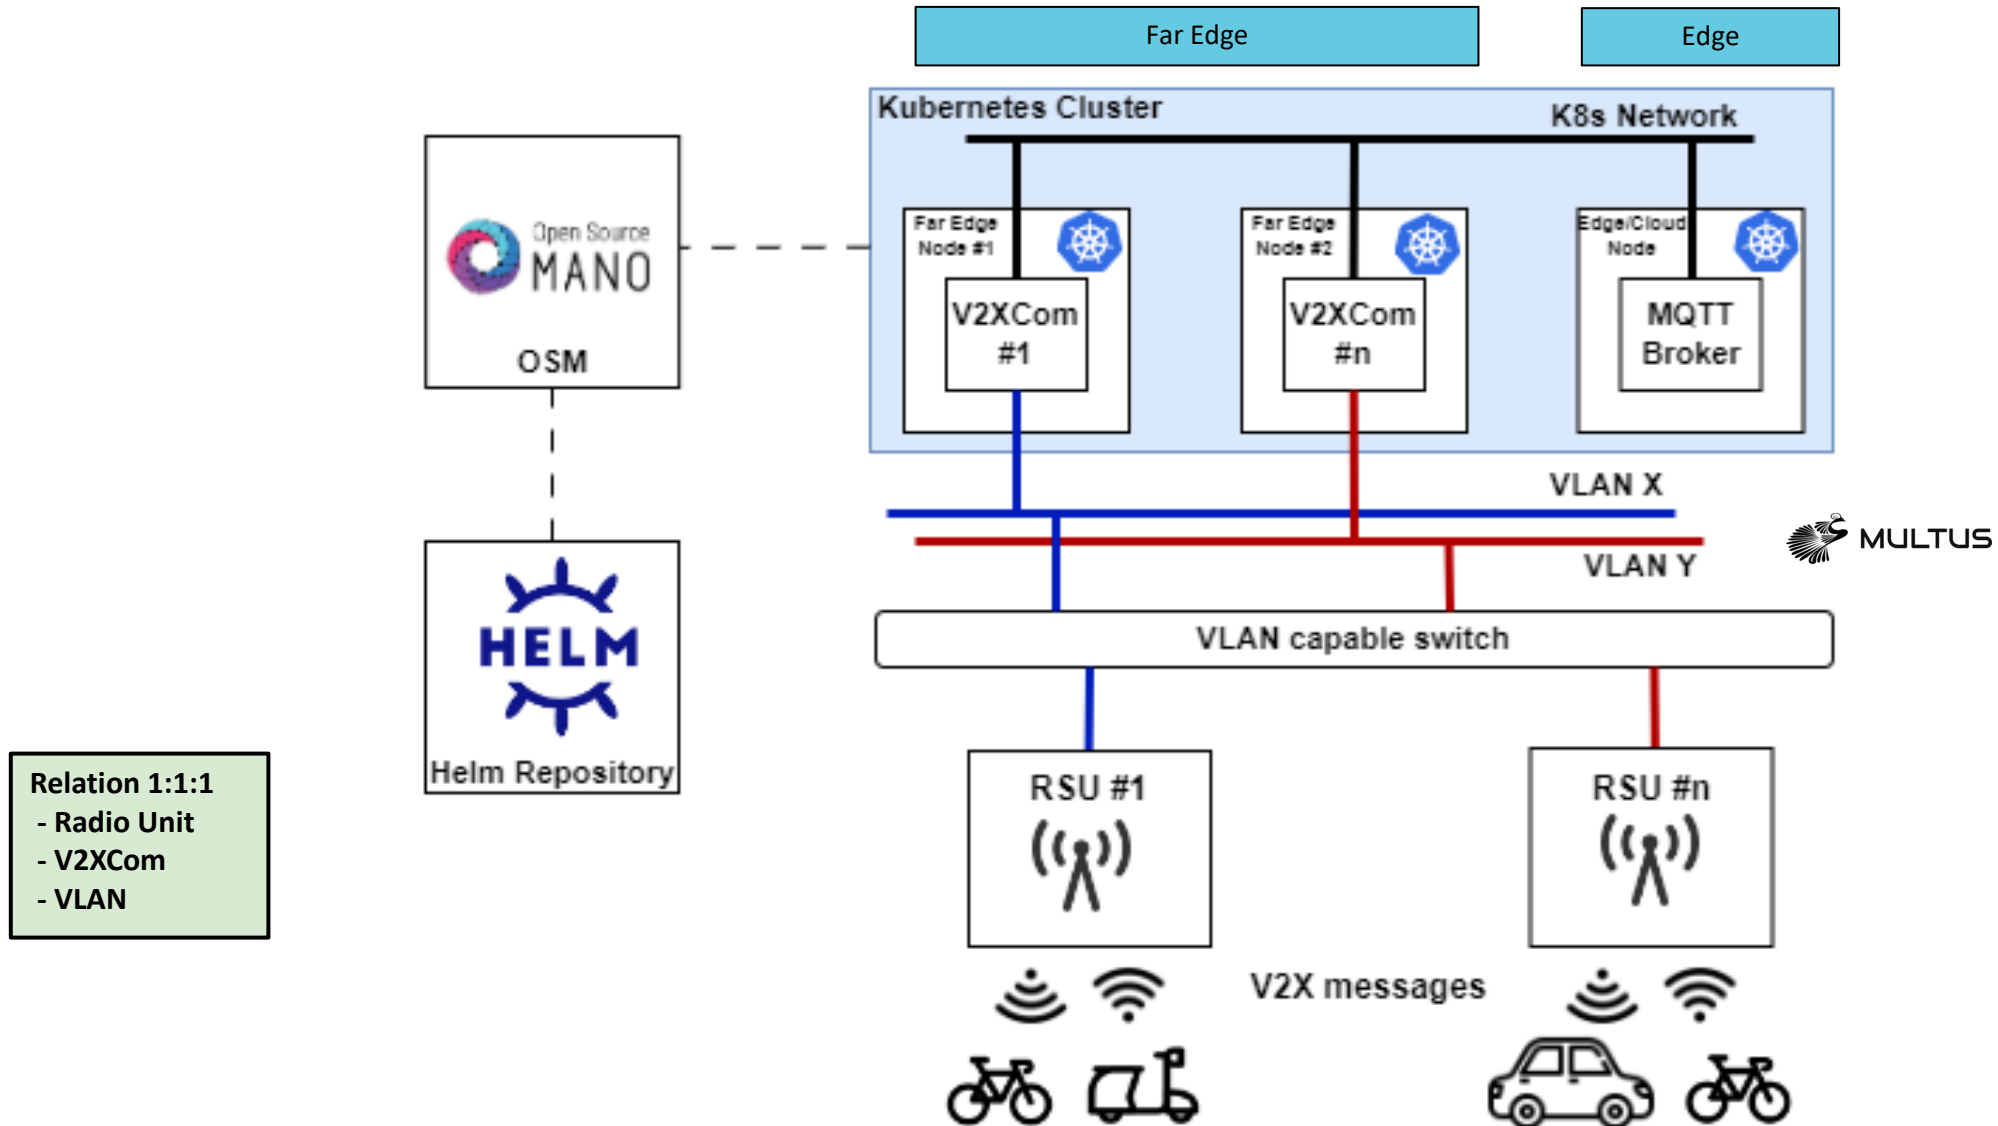 Far Edge
Edge
Kubernetes Cluster
K8s Network
Far Edge
Node #1
Far Edge
Node #2
Edge/Cloud
Node
Open Source
MANO
OSM
V2XCom
#1
V2XCom
#n
MQTT
Broker
VLAN X
MULTUS
VLAN Y
HELM
Helm Repository
VLAN capable switch
Relation 1:1:1
- Radio Unit
- V2XCom
- VLAN
RSU #1
RSU #n
V2X messages